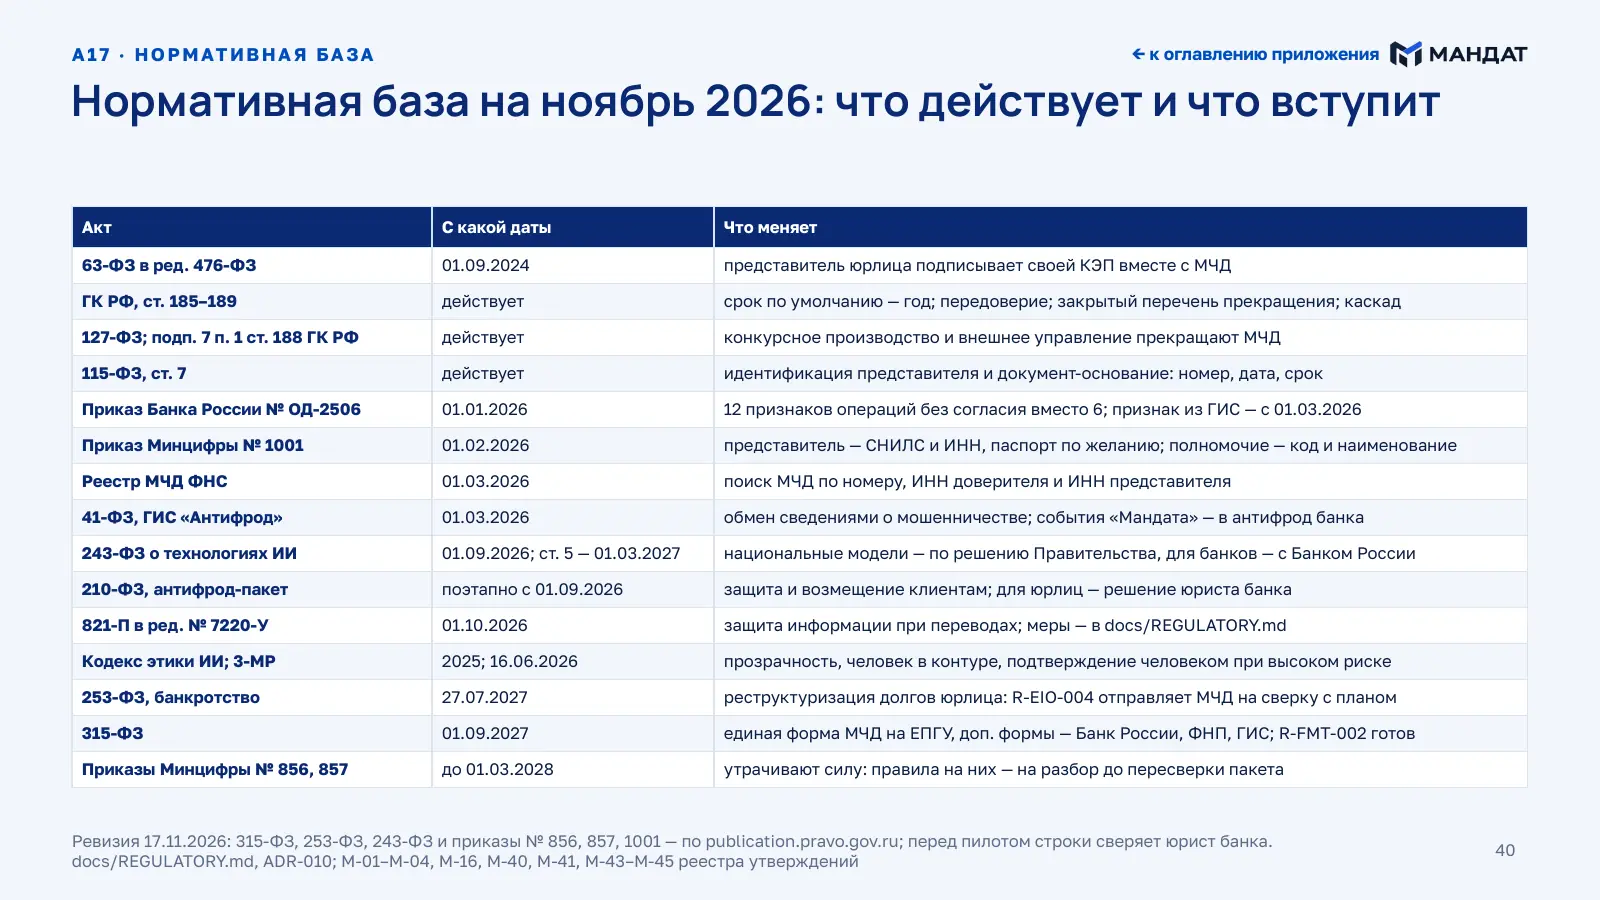 А17 · НОРМАТИВНАЯ БАЗА
← к оглавлению приложения МАНДАТ
Нормативная база на ноябрь 2026: что действует и что вступит
Акт С какой даты Что меняет
63-ФЗ в ред. 476-ФЗ 01.09.2024 представитель юрлица подписывает своей КЭП вместе с МЧД
ГК РФ, ст. 185–189 действует срок по умолчанию — год; передоверие; закрытый перечень прекращения; каскад
127-ФЗ; подп. 7 п. 1 ст. 188 ГК РФ действует конкурсное производство и внешнее управление прекращают МЧД
115-ФЗ, ст. 7 действует идентификация представителя и документ-основание: номер, дата, срок
Приказ Банка России № ОД-2506 01.01.2026 12 признаков операций без согласия вместо 6; признак из ГИС — с 01.03.2026
Приказ Минцифры № 1001 01.02.2026 представитель — СНИЛС и ИНН, паспорт по желанию; полномочие — код и наименование
Реестр МЧД ФНС 01.03.2026 поиск МЧД по номеру, ИНН доверителя и ИНН представителя
41-ФЗ, ГИС «Антифрод» 01.03.2026 обмен сведениями о мошенничестве; события «Мандата» — в антифрод банка
243-ФЗ о технологиях ИИ 01.09.2026; ст. 5 — 01.03.2027 национальные модели — по решению Правительства, для банков — с Банком России
210-ФЗ, антифрод-пакет поэтапно с 01.09.2026 защита и возмещение клиентам; для юрлиц — решение юриста банка
821-П в ред. № 7220-У 01.10.2026 защита информации при переводах; меры — в docs/REGULATORY.md
Кодекс этики ИИ; 3-МР 2025; 16.06.2026 прозрачность, человек в контуре, подтверждение человеком при высоком риске
253-ФЗ, банкротство 27.07.2027 реструктуризация долгов юрлица: R-EIO-004 отправляет МЧД на сверку с планом
315-ФЗ 01.09.2027 единая форма МЧД на ЕПГУ, доп. формы — Банк России, ФНП, ГИС; R-FMT-002 готов
Приказы Минцифры № 856, 857 до 01.03.2028 утрачивают силу: правила на них — на разбор до пересверки пакета
Ревизия 17.11.2026: 315-ФЗ, 253-ФЗ, 243-ФЗ и приказы № 856, 857, 1001 — по publication.pravo.gov.ru; перед пилотом строки сверяет юрист банка.
docs/REGULATORY.md, ADR-010; M-01–M-04, M-16, M-40, M-41, M-43–M-45 реестра утверждений
40